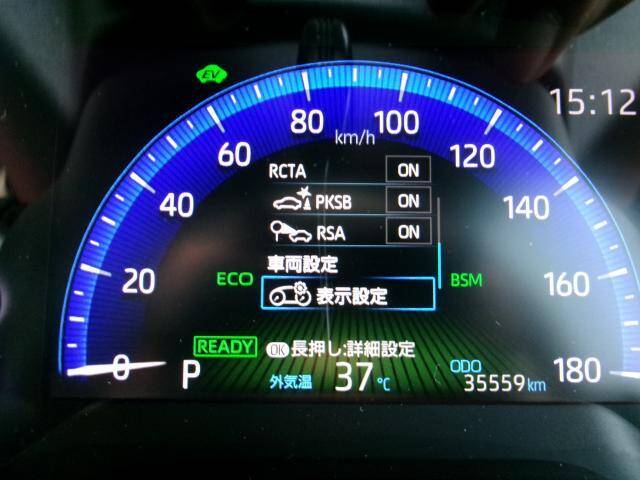 EV
15:12
80
100
km/h
60
120
RCTA ON
40
PKSB ON
140
RSA ON
車両設定
20
ECO
BSM
160
表示設定
READY
OK 長押し:詳細設定
0
P
外気温 37 ℃
ODO
35559 km
180